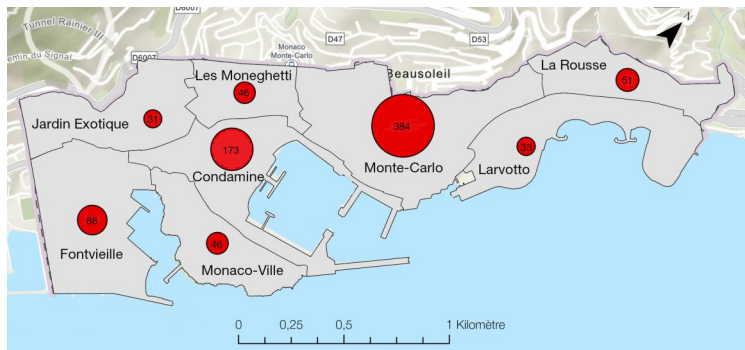 D6007
Tunnel Rainier III
D47
D53
N
emin du Signal
D6007
Monaco
Monte-Carlo
Beausoleil
La Rousse
51
Les Moneghetti
46
Jardin Exotique
31
384
Monte-Carlo
173
Condamine
33
Larvotto
88
Fontvieille
46
Monaco-Ville
0 0,25 0,5 1 Kilomètre